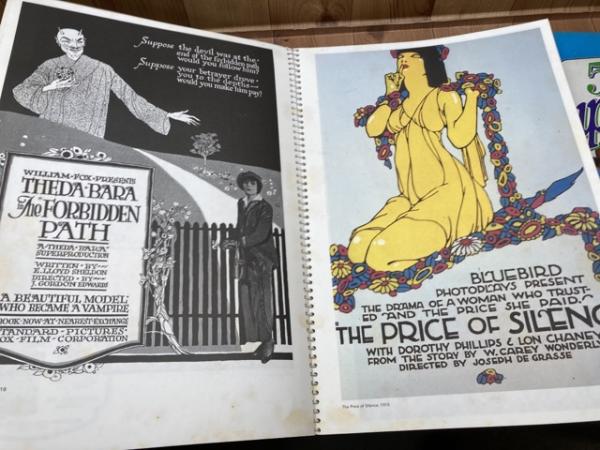 Suppose the devil was at the
end of the forbidden path
would you follow him?
Suppose your betrayer drove
you to the depths—
would you make him pay?
WILLIAM·FOX·PRESENTS
THEDA·BARA
The FORBIDDEN
PATH
A·THEDA·BARA
SUPERPRODUCTION
WRITTEN·BY
E.LLOYD SHELDON
DIRECTED·BY
J. GORDON EDWARDS
A BEAUTIFUL MODEL
WHO BECAME A VAMPIRE
BOOK·NOW·AT·NEAREST·EXCHANGE
STANDARD·PICTURES
FOX·FILM·CORPORATION
BLUEBIRD
PHOTOPLAYS PRESENT
THE DRAMA OF A WOMAN WHO TRUST-
ED AND THE PRICE SHE PAID
THE PRICE OF SILENC
WITH DOROTHY PHILLIPS & LON CHANEY
FROM THE STORY BY W. CAREY WONDERLY
DIRECTED BY JOSEPH DE GRASSE
The Price of Silence, 1916